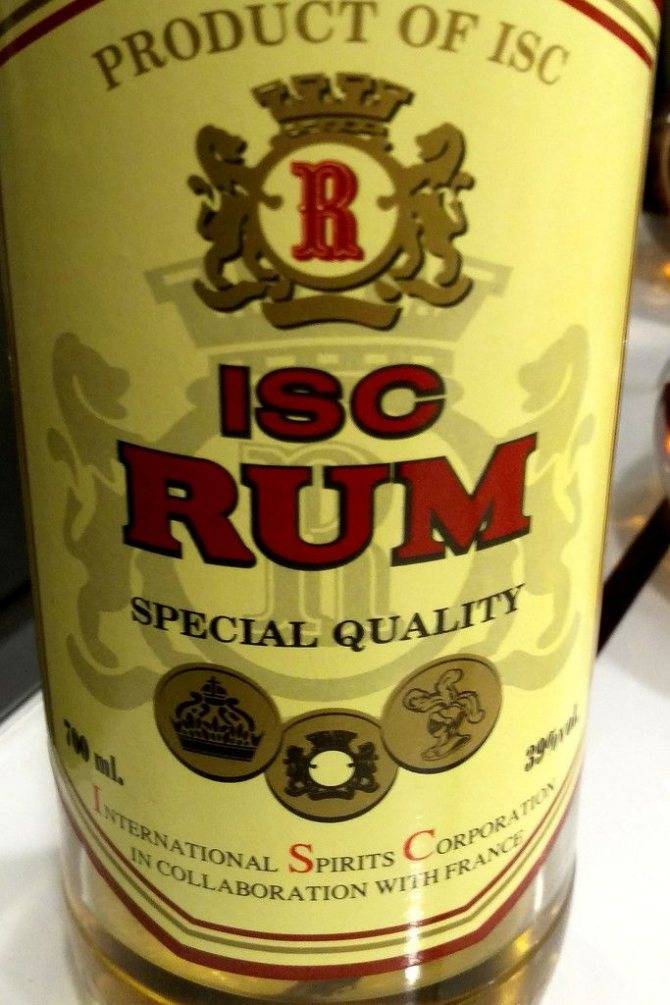 PRODUCT OF ISC
R
ISC
RUM
SPECIAL QUALITY
700 ml.
39%vol.
INTERNATIONAL SPIRITS CORPORATION
IN COLLABORATION WITH FRANCE